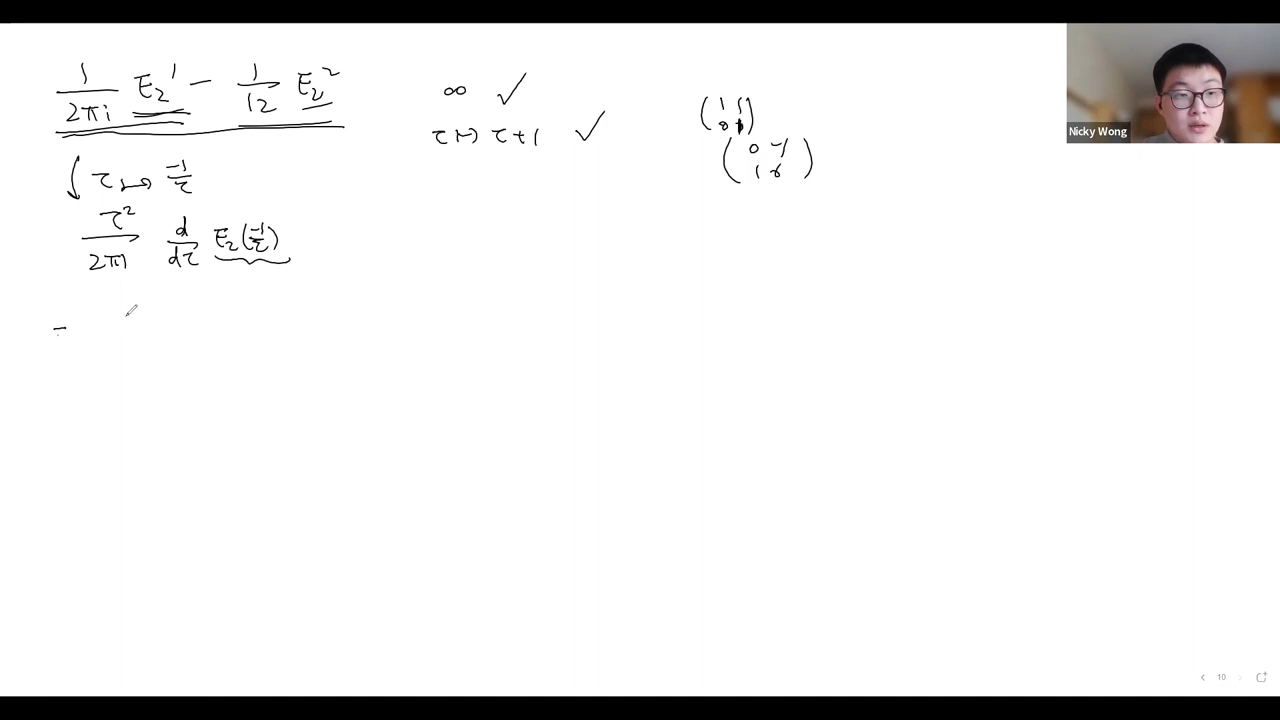 1/2πi E₂' − 1/12 E₂²
∞ ✓
τ ↦ τ+1 ✓
(1 1
0 1)
(0 −1
1 0)
∫ τ ↦ −1/τ
τ²/2πi d/dτ E₂(−1/τ)
=
Nicky Wong
10